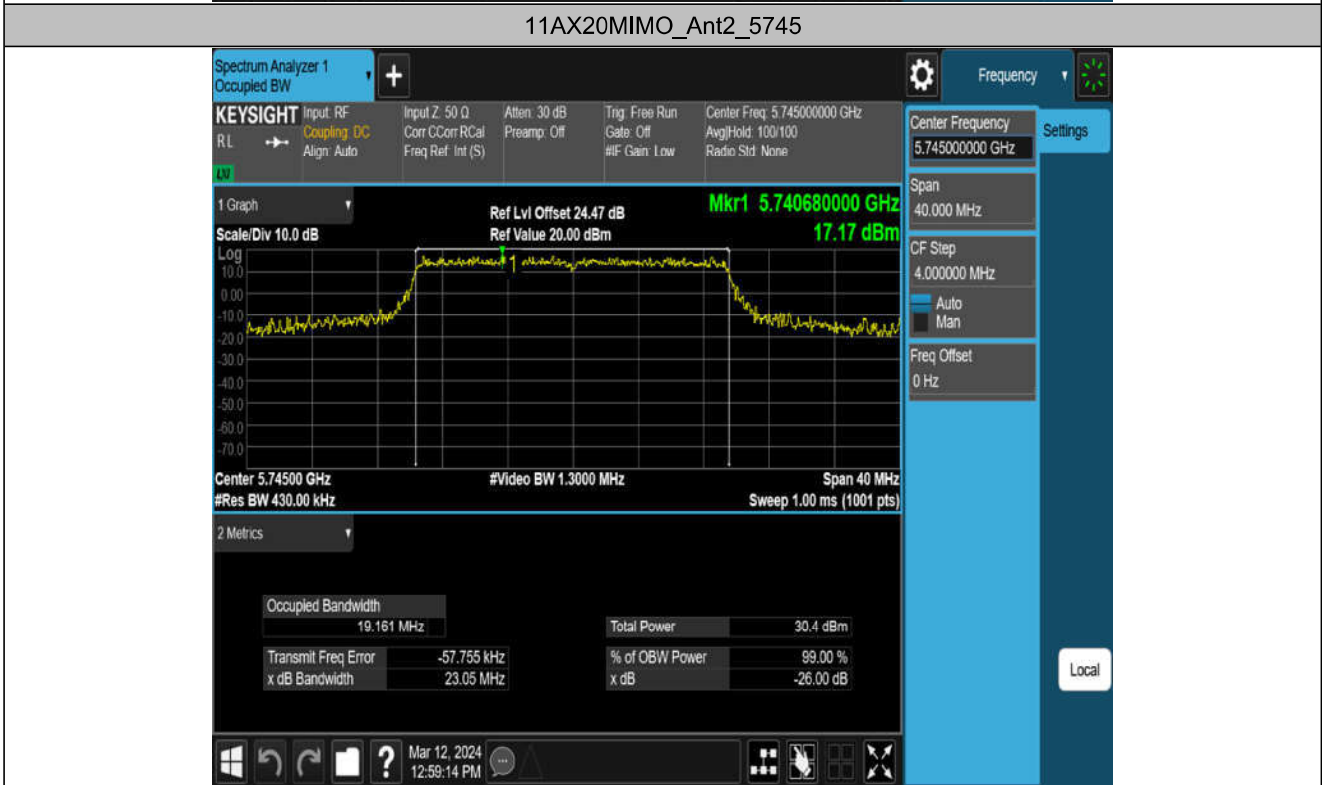 11AX20MIMO_Ant2_5745
Spectrum Analyzer 1
Occupied BW
+
Frequency
KEYSIGHT Input: RF
Coupling: DC
Align: Auto
RL
Input Z: 50 Ω
Corr CCorr RCal
Freq Ref: Int (S)
Atten: 30 dB
Preamp: Off
Trig: Free Run
Gate: Off
#IF Gain: Low
Center Freq: 5.745000000 GHz
Avg|Hold: 100/100
Radio Std: None
Center Frequency
5.745000000 GHz
Settings
Span
40.000 MHz
CF Step
4.000000 MHz
Auto
Man
Freq Offset
0 Hz
1 Graph
Scale/Div 10.0 dB
Ref Lvl Offset 24.47 dB
Ref Value 20.00 dBm
Mkr1 5.740680000 GHz
17.17 dBm
Log
10.0
0.00
-10.0
-20.0
-30.0
-40.0
-50.0
-60.0
-70.0
1
Center 5.74500 GHz
#Res BW 430.00 kHz
#Video BW 1.3000 MHz
Span 40 MHz
Sweep 1.00 ms (1001 pts)
2 Metrics
Occupied Bandwidth
19.161 MHz
Total Power 30.4 dBm
Transmit Freq Error -57.755 kHz
% of OBW Power 99.00 %
x dB Bandwidth 23.05 MHz
x dB -26.00 dB
Local
?
Mar 12, 2024
12:59:14 PM